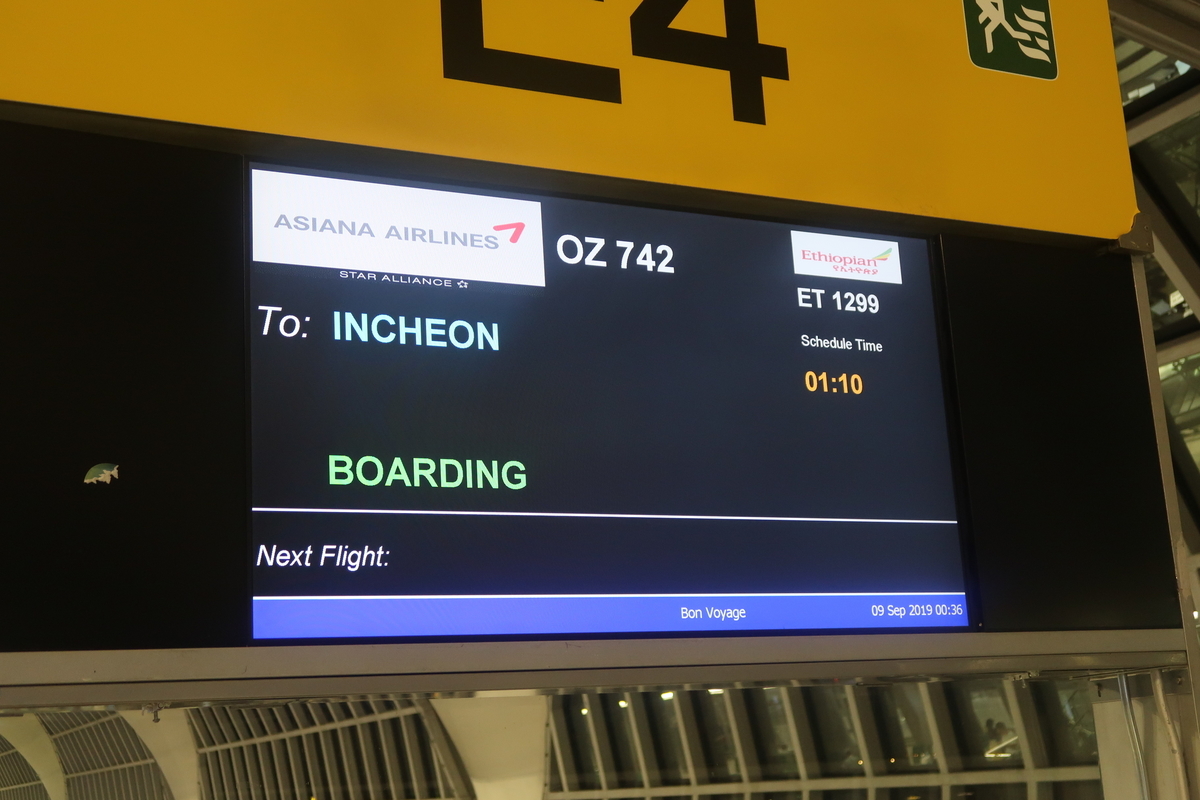 E4
ASIANA AIRLINES
STAR ALLIANCE
OZ 742
Ethiopian
የኢትዮጵያ
ET 1299
To: INCHEON
Schedule Time
01:10
BOARDING
Next Flight:
Bon Voyage
09 Sep 2019 00:36